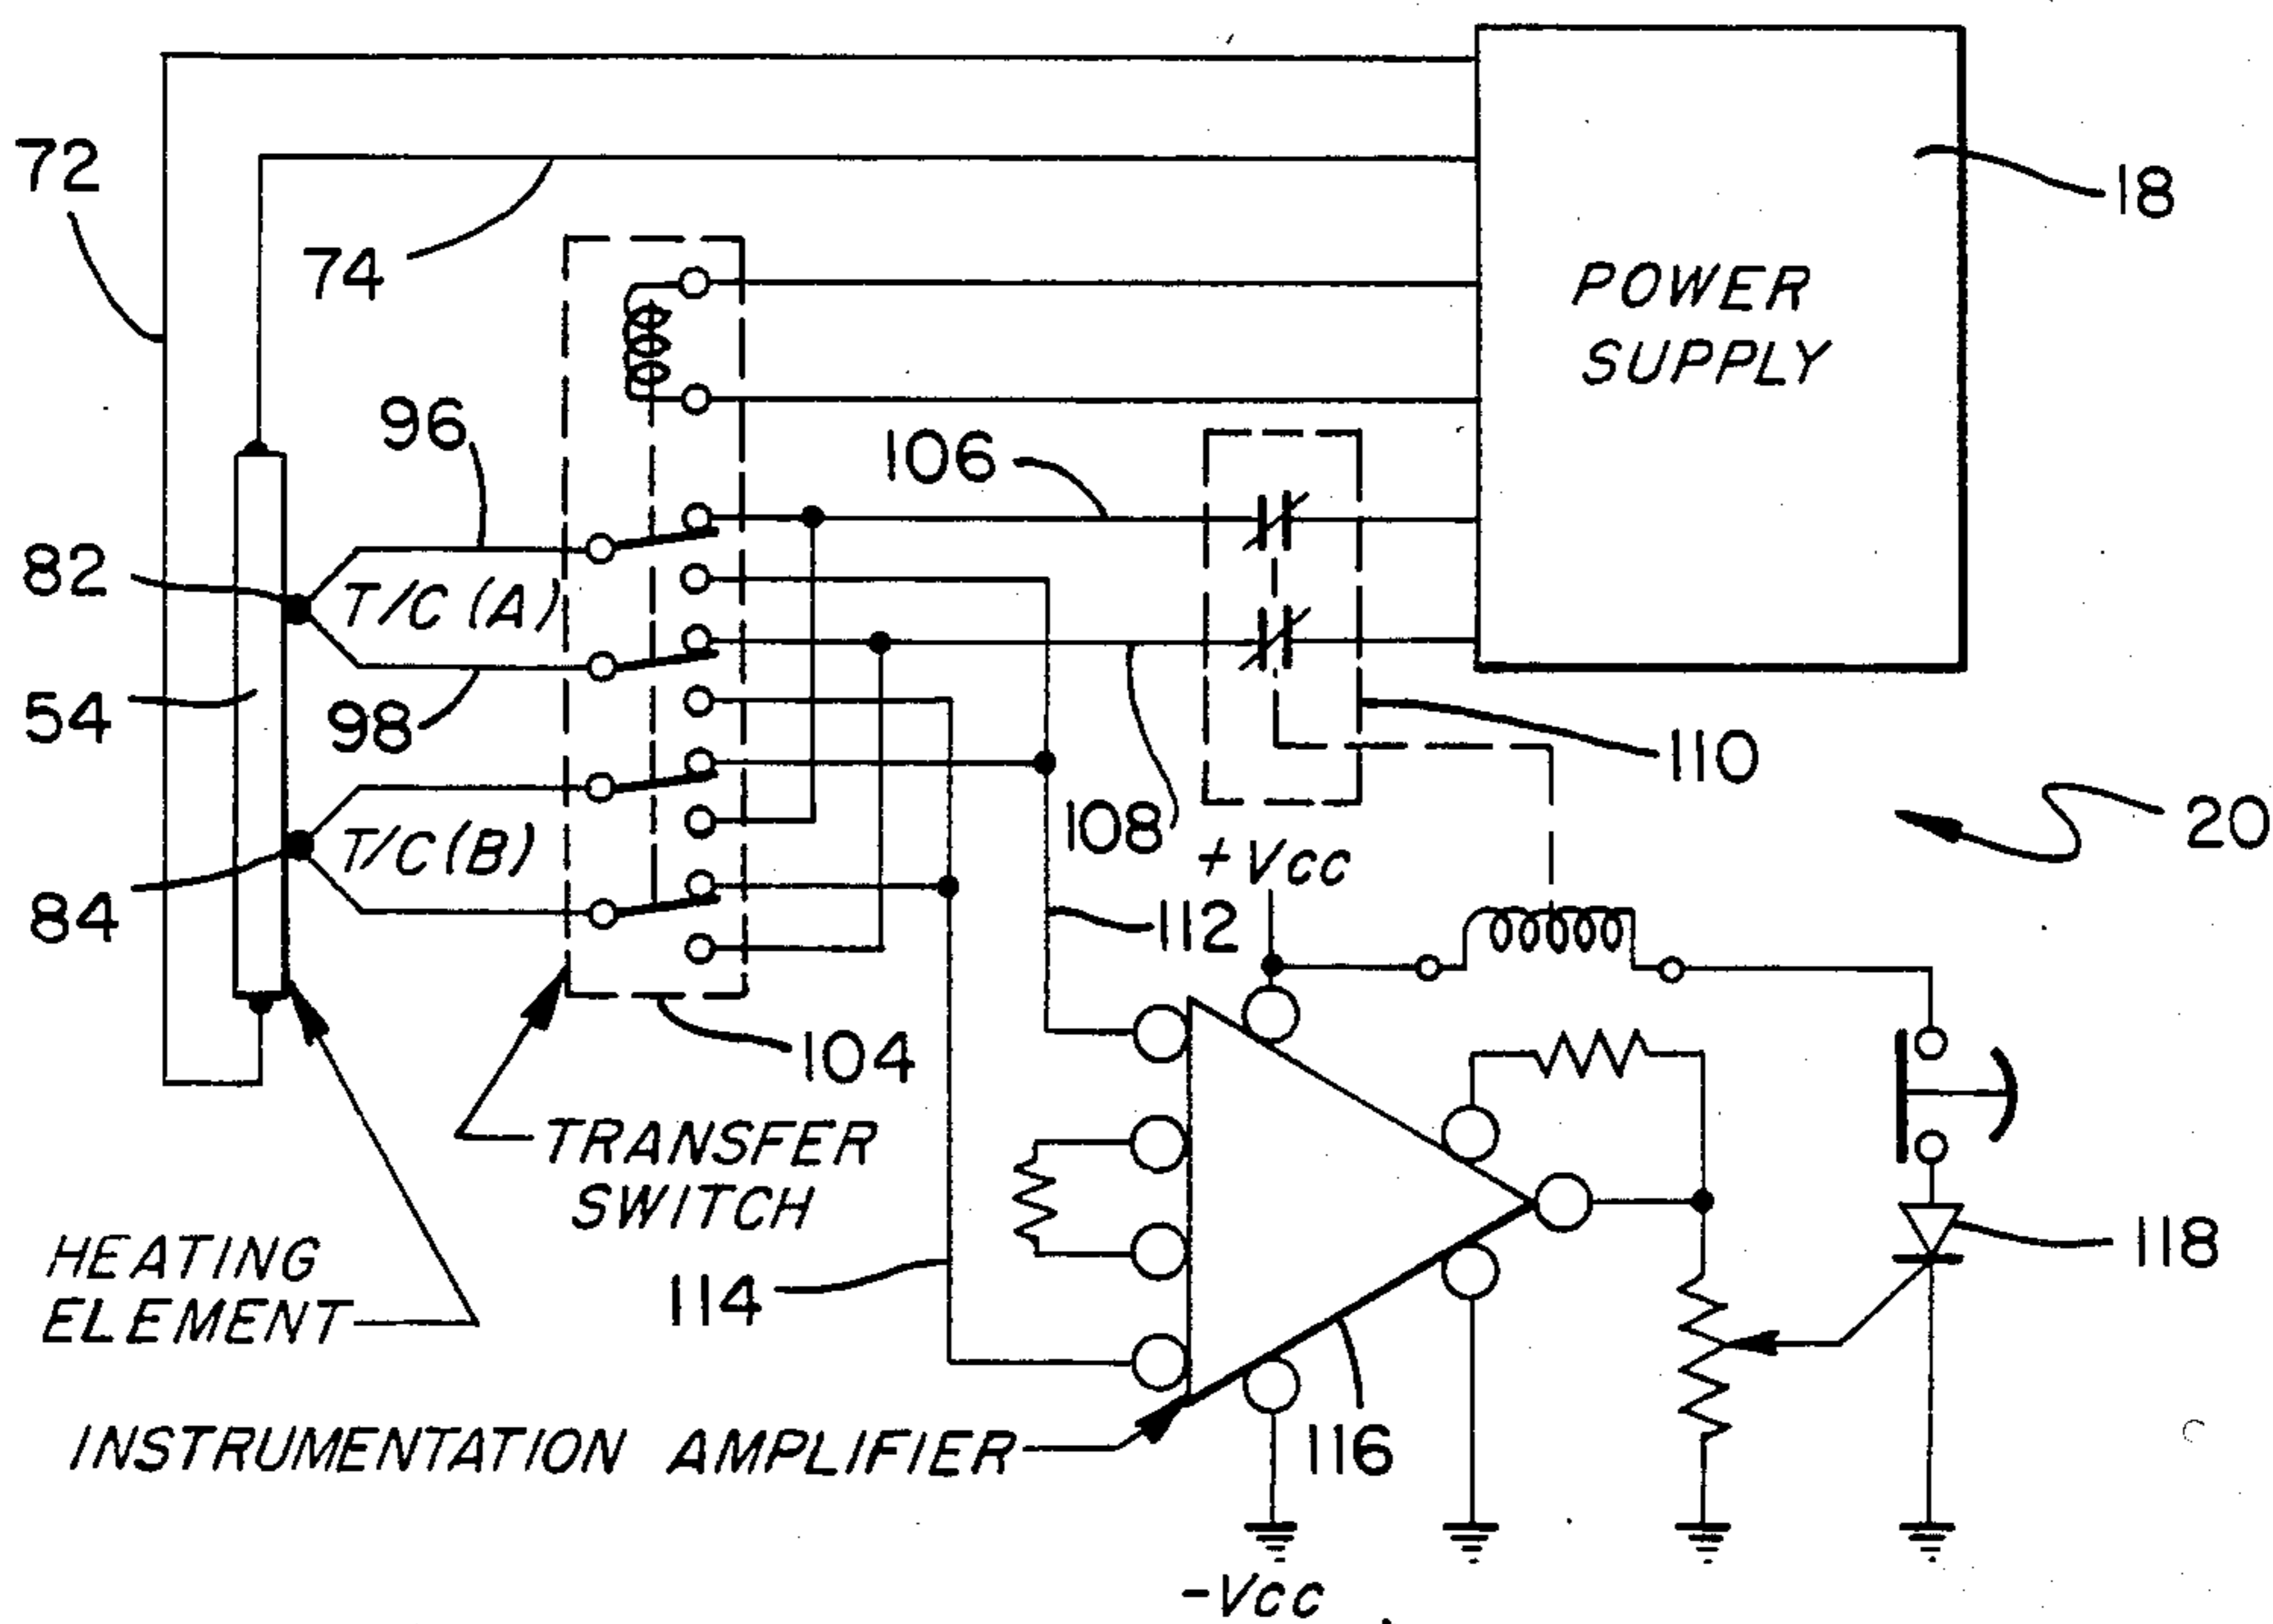 72
74
18
POWER
SUPPLY
96
106
82
T/C (A)
54
98
110
108
20
T/C (B)
+Vcc
84
112
104
TRANSFER
SWITCH
118
HEATING
ELEMENT
114
INSTRUMENTATION AMPLIFIER
116
-Vcc